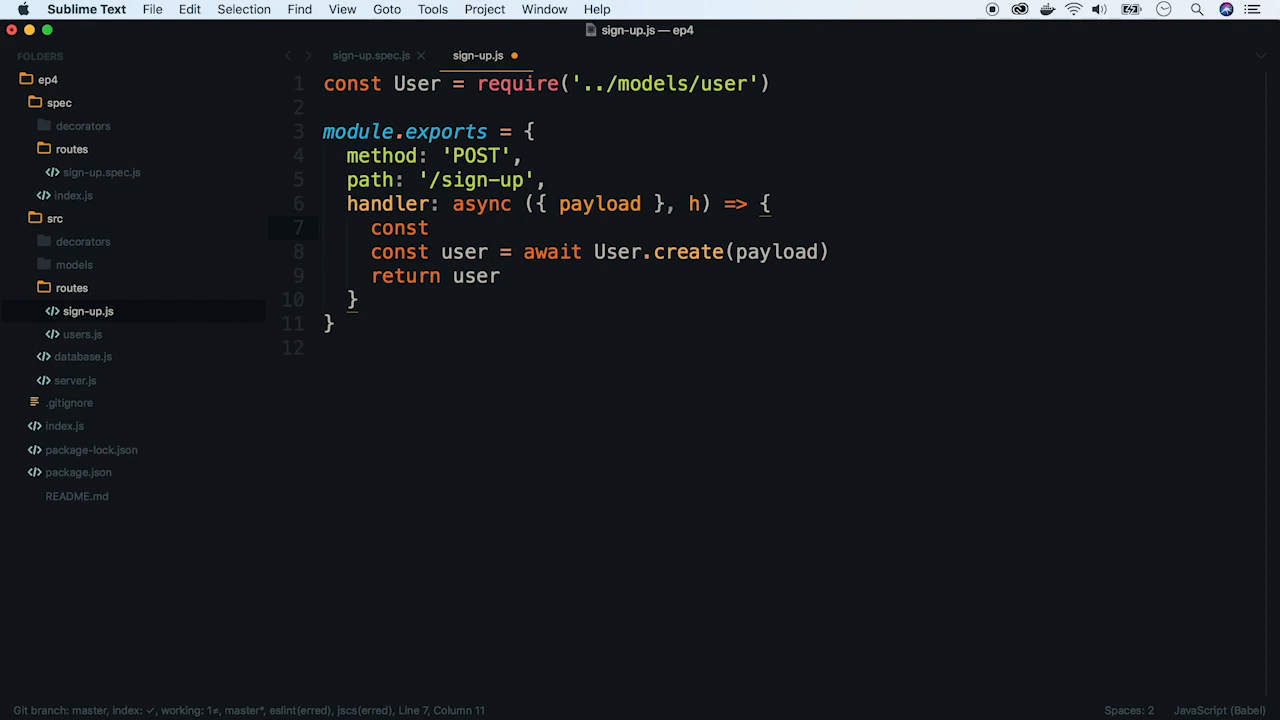 Sublime Text File Edit Selection Find View Goto Tools Project Window Help
sign-up.js — ep4
FOLDERS
ep4
spec
decorators
routes
sign-up.spec.js
index.js
src
decorators
models
routes
sign-up.js
users.js
database.js
server.js
.gitignore
index.js
package-lock.json
package.json
README.md
sign-up.spec.js sign-up.js
1 const User = require('../models/user')
2
3 module.exports = {
4 method: 'POST',
5 path: '/sign-up',
6 handler: async ({ payload }, h) => {
7 const
8 const user = await User.create(payload)
9 return user
10 }
11 }
12
Git branch: master, index: ✓, working: 1≠, master*, eslint(erred), jscs(erred), Line 7, Column 11
Spaces: 2 JavaScript (Babel)